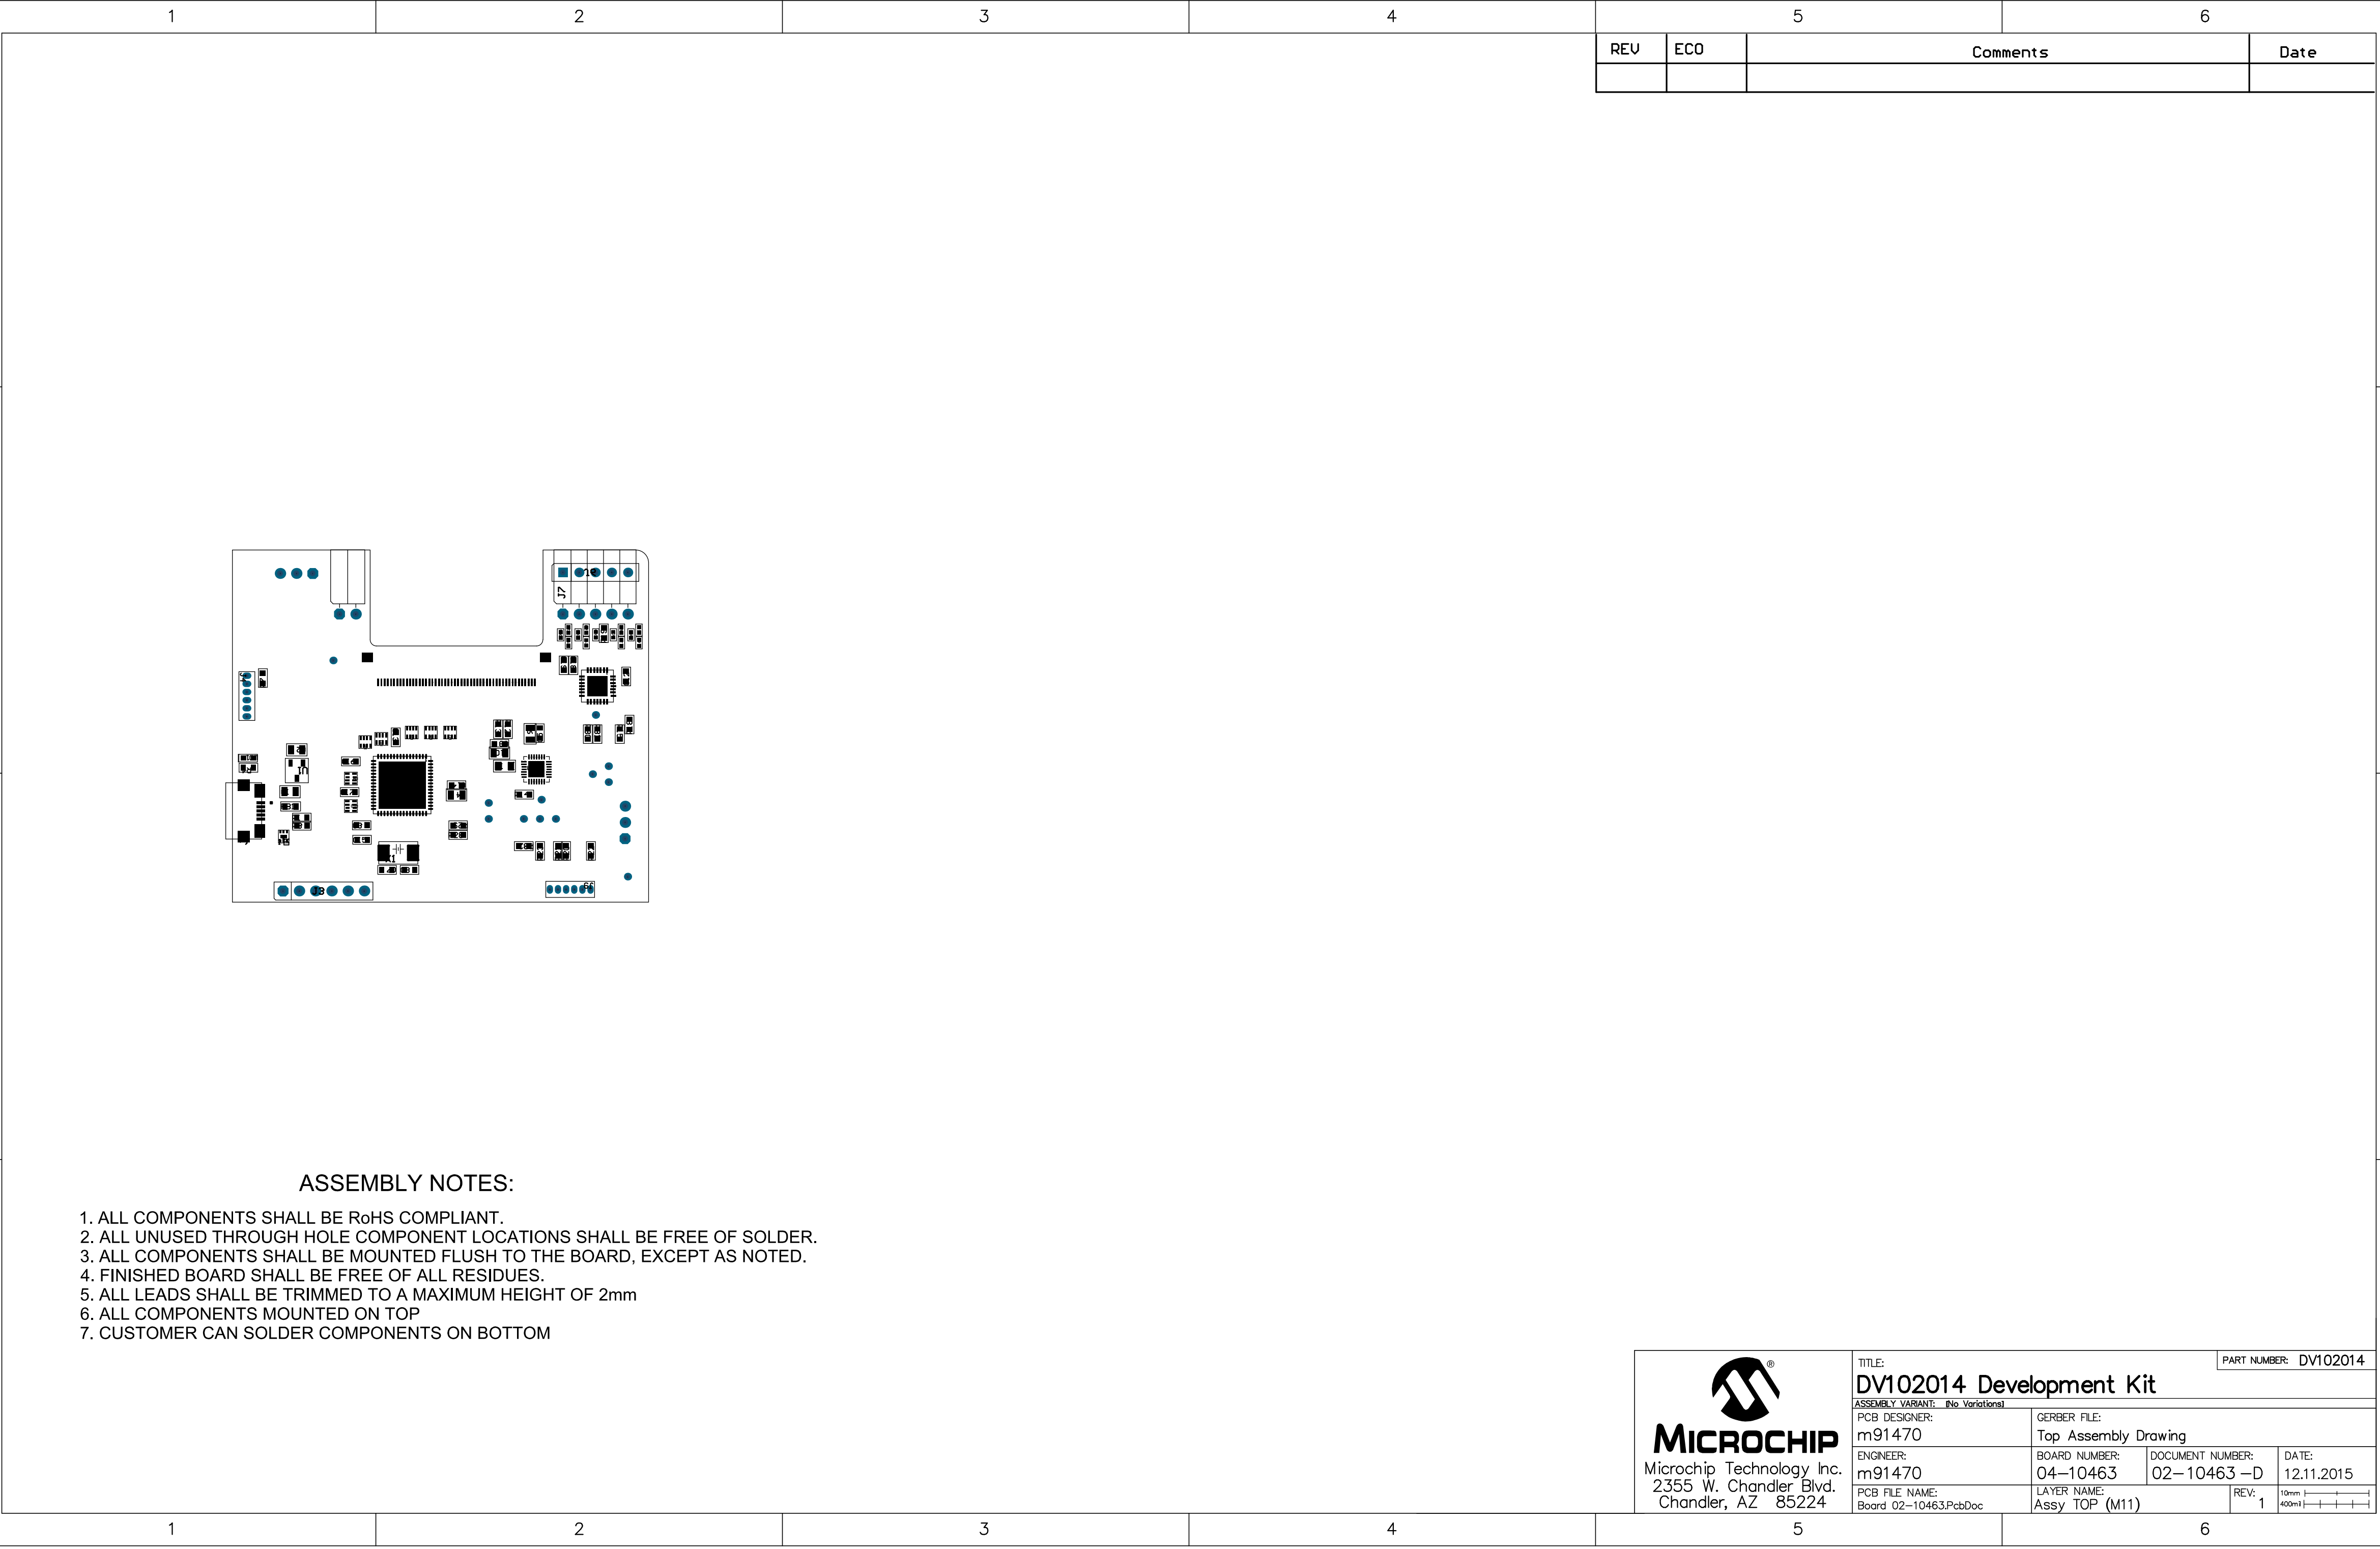 1 2 3 4 5 6
REV ECO Comments Date
J7
U1
J8
ASSEMBLY NOTES:
1. ALL COMPONENTS SHALL BE RoHS COMPLIANT.
2. ALL UNUSED THROUGH HOLE COMPONENT LOCATIONS SHALL BE FREE OF SOLDER.
3. ALL COMPONENTS SHALL BE MOUNTED FLUSH TO THE BOARD, EXCEPT AS NOTED.
4. FINISHED BOARD SHALL BE FREE OF ALL RESIDUES.
5. ALL LEADS SHALL BE TRIMMED TO A MAXIMUM HEIGHT OF 2mm
6. ALL COMPONENTS MOUNTED ON TOP
7. CUSTOMER CAN SOLDER COMPONENTS ON BOTTOM
®
MICROCHIP
Microchip Technology Inc.
2355 W. Chandler Blvd.
Chandler, AZ 85224
TITLE:
PART NUMBER: DV102014
DV102014 Development Kit
ASSEMBLY VARIANT: [No Variations]
PCB DESIGNER:
m91470
GERBER FILE:
Top Assembly Drawing
ENGINEER:
m91470
BOARD NUMBER:
04-10463
DOCUMENT NUMBER:
02-10463-D
DATE:
12.11.2015
PCB FILE NAME:
Board 02-10463.PcbDoc
LAYER NAME:
Assy TOP (M11)
REV:
1
10mm
400mil
1 2 3 4 5 6